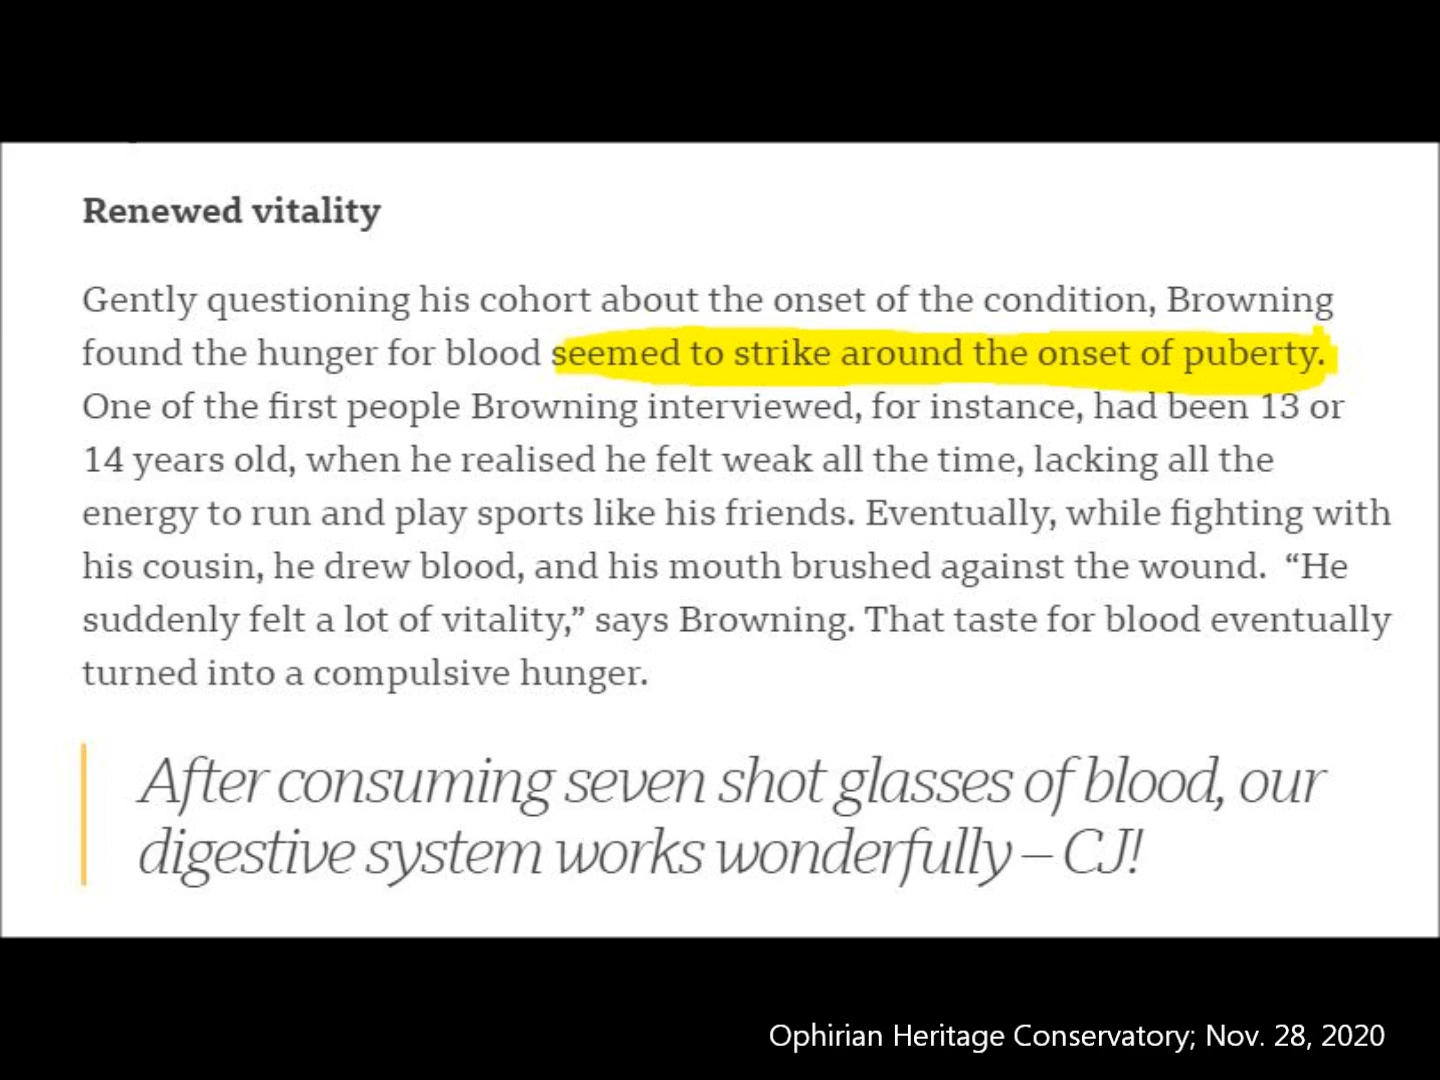 Renewed vitality
Gently questioning his cohort about the onset of the condition, Browning
found the hunger for blood seemed to strike around the onset of puberty.
One of the first people Browning interviewed, for instance, had been 13 or
14 years old, when he realised he felt weak all the time, lacking all the
energy to run and play sports like his friends. Eventually, while fighting with
his cousin, he drew blood, and his mouth brushed against the wound.  “He
suddenly felt a lot of vitality,” says Browning. That taste for blood eventually
turned into a compulsive hunger.
After consuming seven shot glasses of blood, our
digestive system works wonderfully – CJ!
Ophirian Heritage Conservatory; Nov. 28, 2020